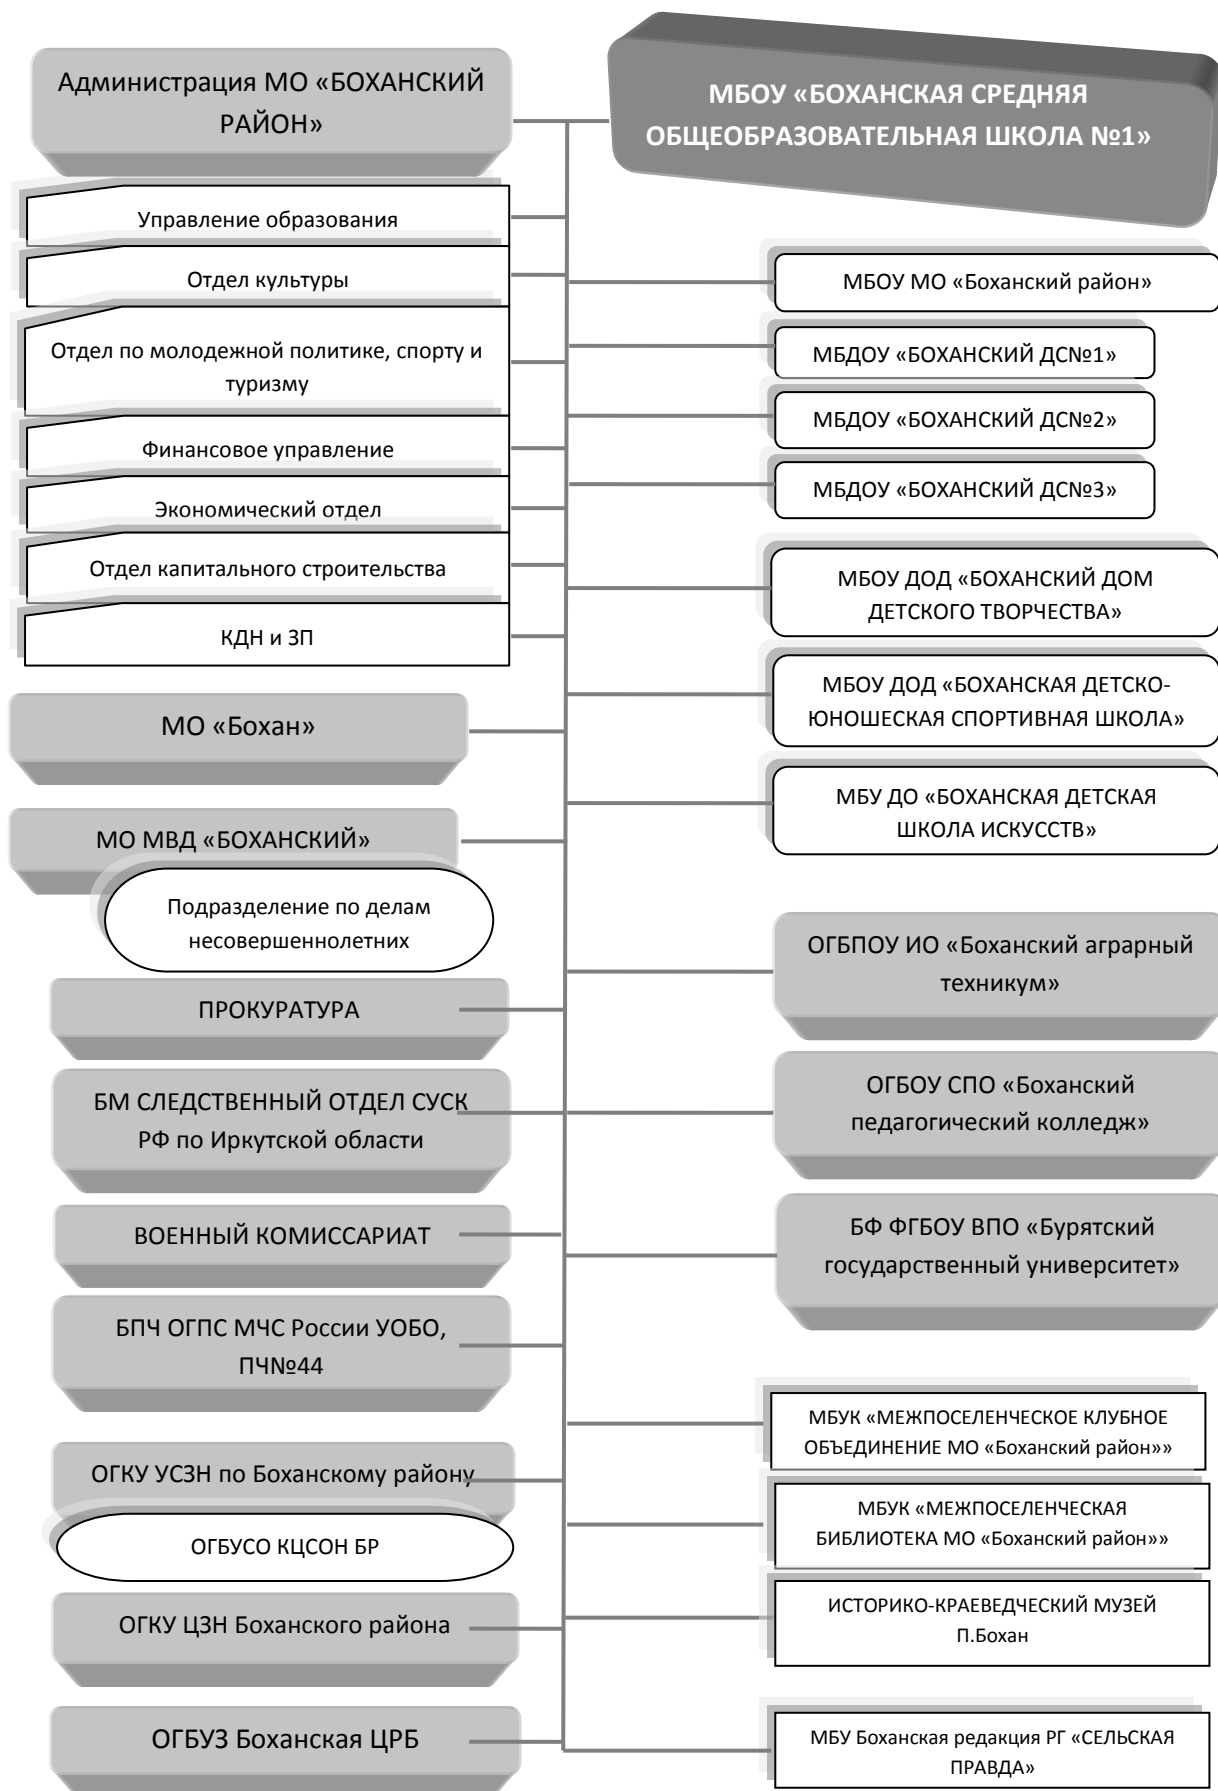 Администрация МО «БОХАНСКИЙ
РАЙОН»
Управление образования
Отдел культуры
Отдел по молодежной политике, спорту и
туризму
Финансовое управление
Экономический отдел
Отдел капитального строительства
КДН и ЗП
МО «Бохан»
МО МВД «БОХАНСКИЙ»
Подразделение по делам
несовершеннолетних
ПРОКУРАТУРА
БМ СЛЕДСТВЕННЫЙ ОТДЕЛ СУСК
РФ по Иркутской области
ВОЕННЫЙ КОМИССАРИАТ
БПЧ ОГПС МЧС России УОБО,
ПЧ№44
ОГКУ УСЗН по Боханскому району
ОГБУСО КЦСОН БР
ОГКУ ЦЗН Боханского района
ОГБУЗ Боханская ЦРБ
МБОУ «БОХАНСКАЯ СРЕДНЯЯ
ОБЩЕОБРАЗОВАТЕЛЬНАЯ ШКОЛА №1»
МБОУ МО «Боханский район»
МБДОУ «БОХАНСКИЙ ДС№1»
МБДОУ «БОХАНСКИЙ ДС№2»
МБДОУ «БОХАНСКИЙ ДС№3»
МБОУ ДОД «БОХАНСКИЙ ДОМ
ДЕТСКОГО ТВОРЧЕСТВА»
МБОУ ДОД «БОХАНСКАЯ ДЕТСКО-
ЮНОШЕСКАЯ СПОРТИВНАЯ ШКОЛА»
МБУ ДО «БОХАНСКАЯ ДЕТСКАЯ
ШКОЛА ИСКУССТВ»
ОГБПОУ ИО «Боханский аграрный
техникум»
ОГБОУ СПО «Боханский
педагогический колледж»
БФ ФГБОУ ВПО «Бурятский
государственный университет»
МБУК «МЕЖПОСЕЛЕНЧЕСКОЕ КЛУБНОЕ
ОБЪЕДИНЕНИЕ МО «Боханский район»»
МБУК «МЕЖПОСЕЛЕНЧЕСКАЯ
БИБЛИОТЕКА МО «Боханский район»»
ИСТОРИКО-КРАЕВЕДЧЕСКИЙ МУЗЕЙ
П.Бохан
МБУ Боханская редакция РГ «СЕЛЬСКАЯ
ПРАВДА»